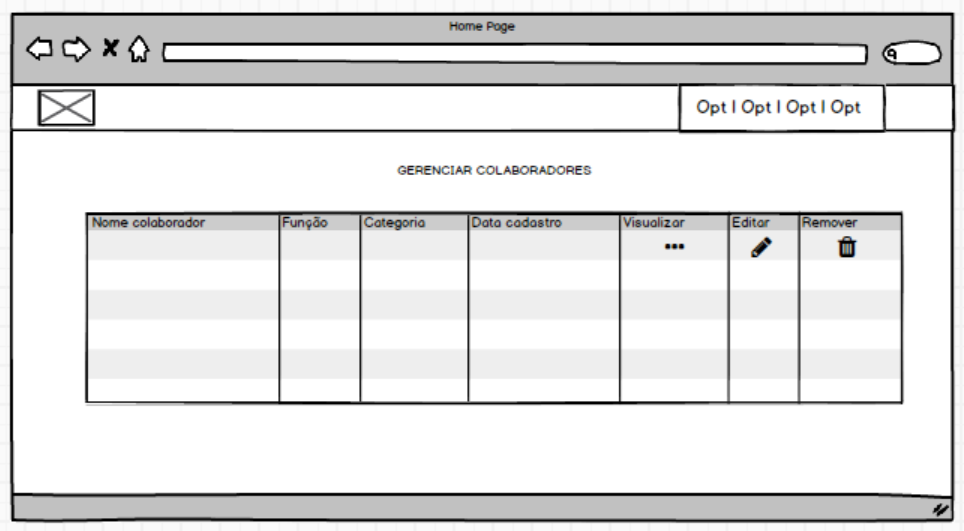 Home Page
Opt | Opt | Opt | Opt
GERENCIAR COLABORADORES
Nome colaborador Função Categoria Data cadastro Visualizar Editar Remover